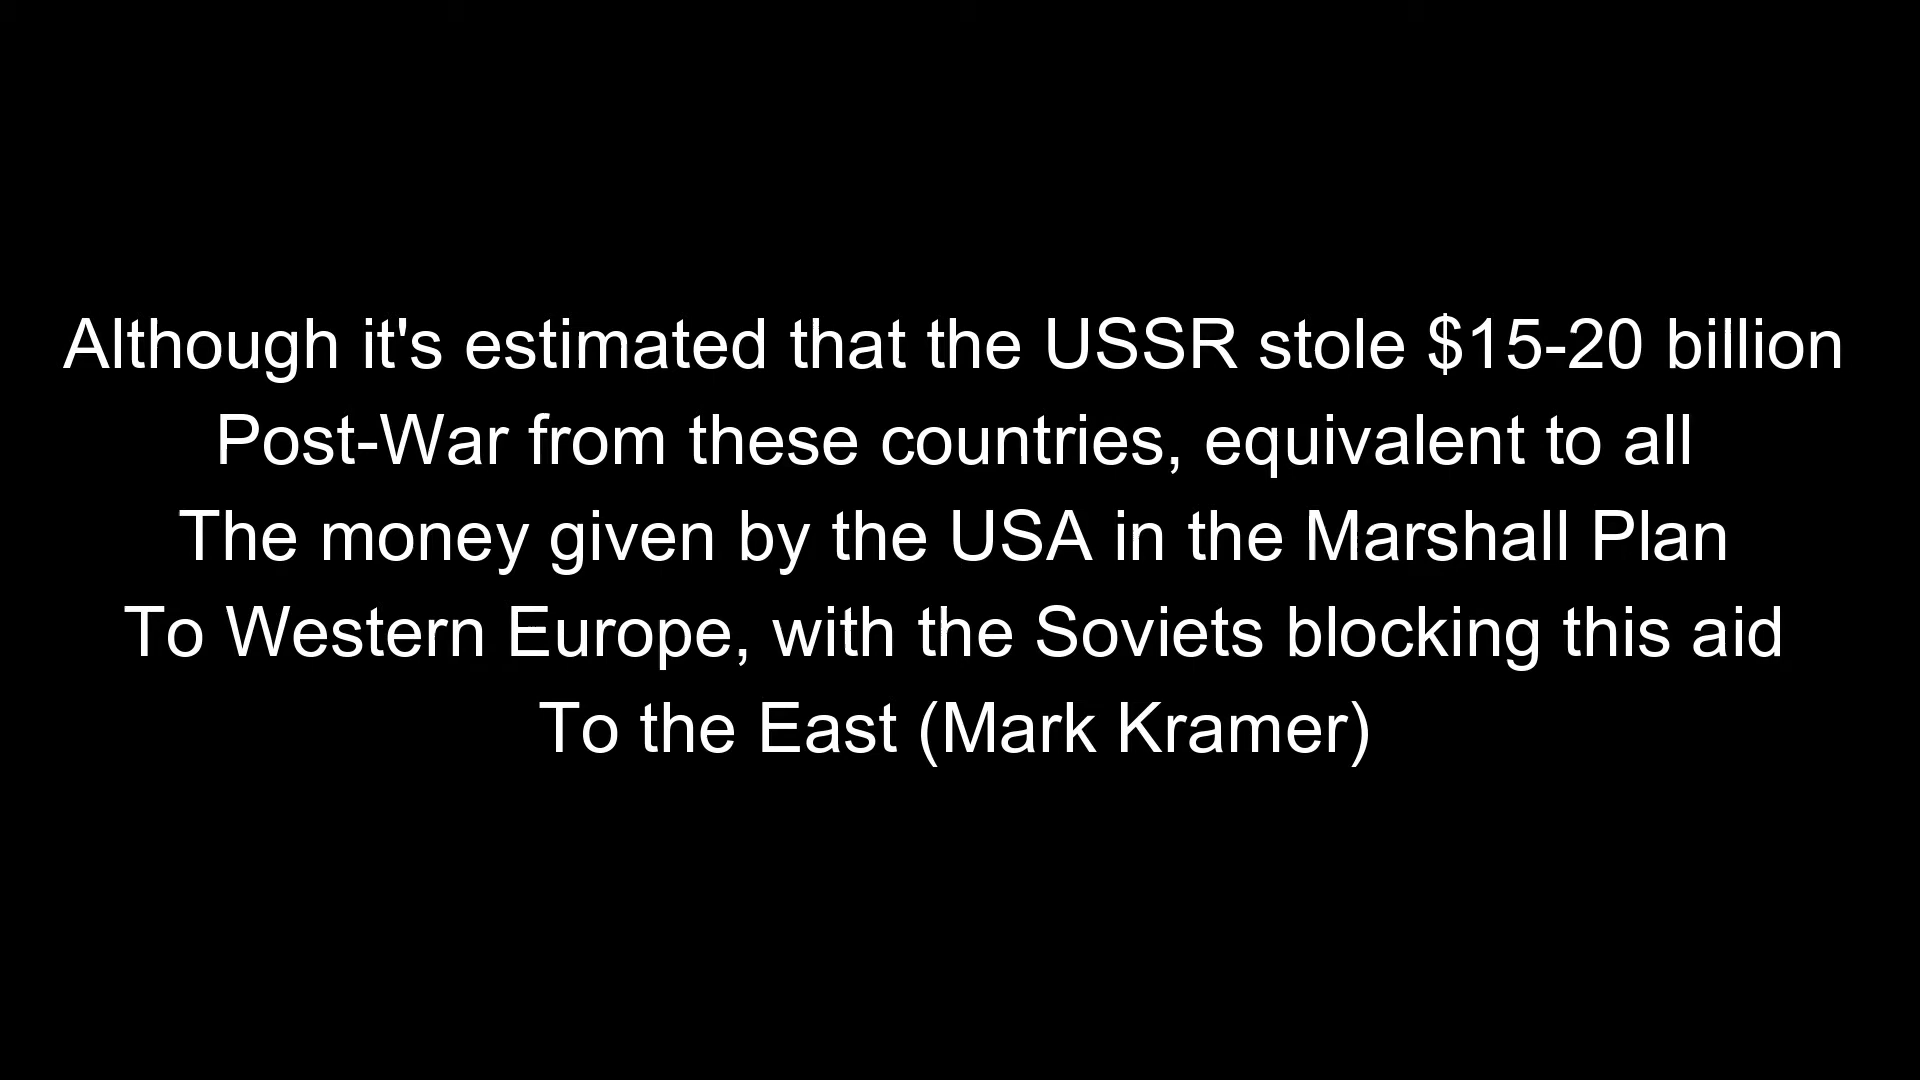 Although it's estimated that the USSR stole $15-20 billion
Post-War from these countries, equivalent to all
The money given by the USA in the Marshall Plan
To Western Europe, with the Soviets blocking this aid
To the East (Mark Kramer)